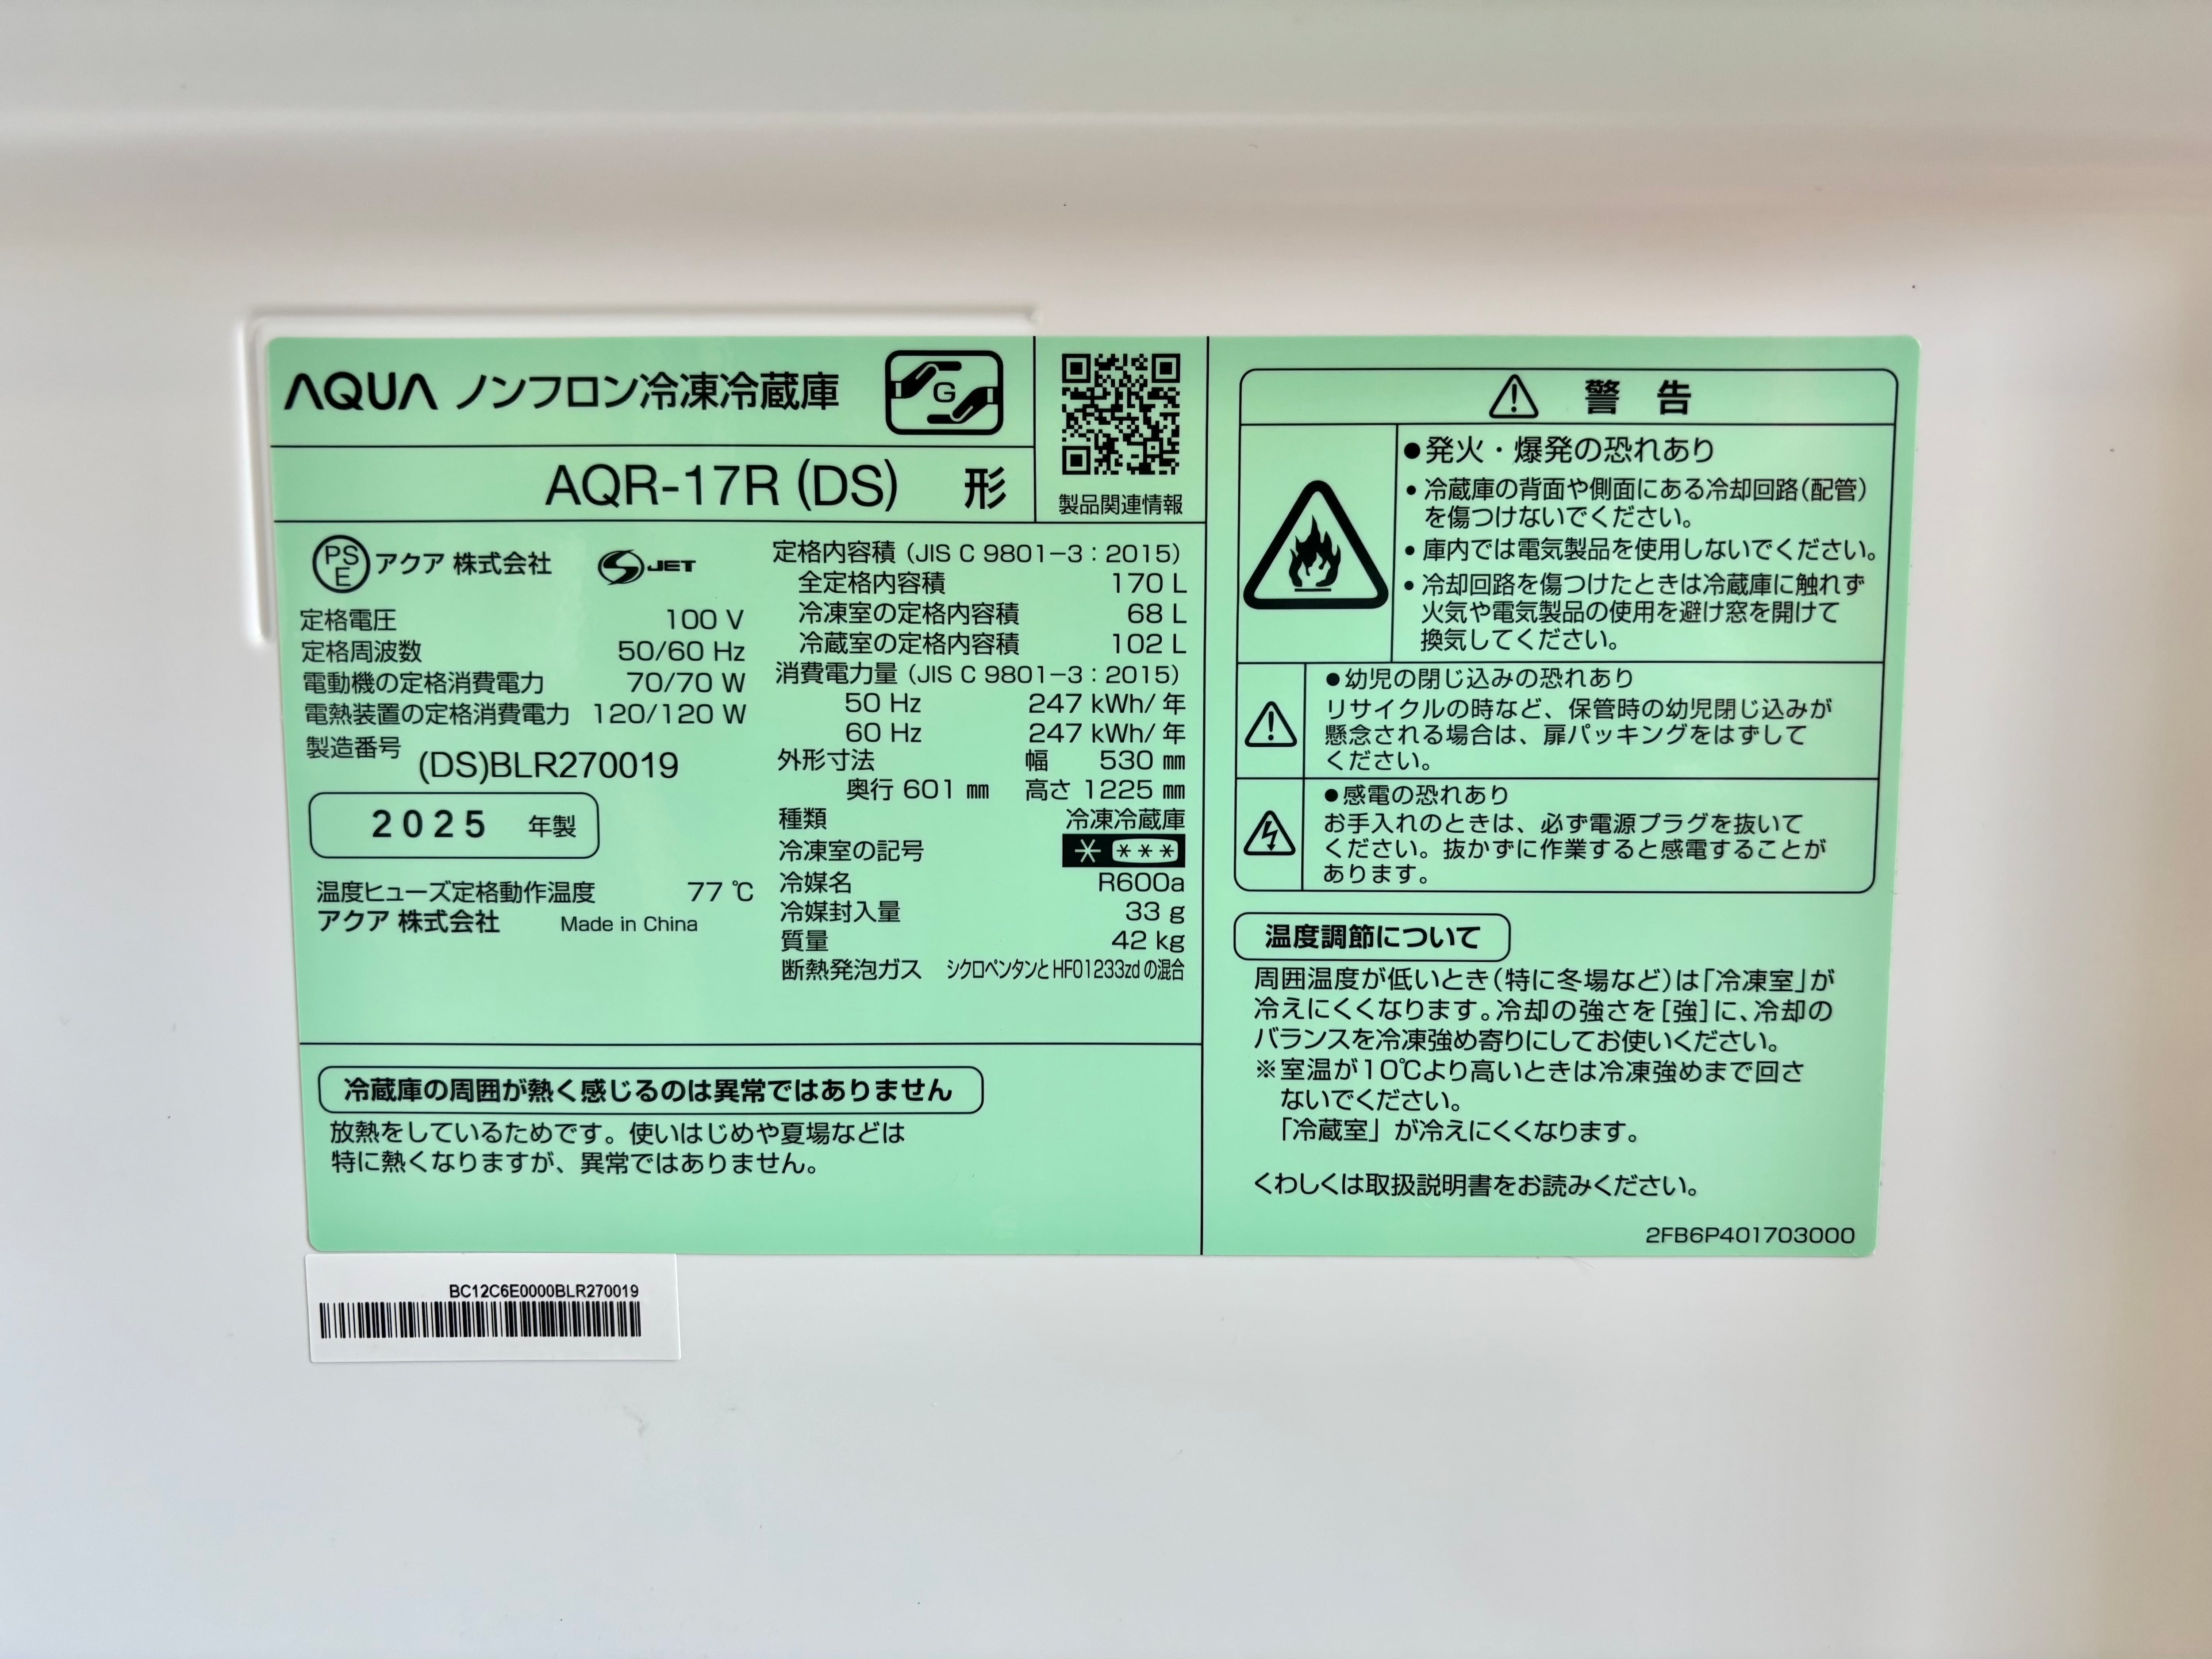 AQUA ノンフロン冷凍冷蔵庫
G
AQR-17R (DS) 形
製品関連情報
PS
E
アクア 株式会社
S JET
定格電圧 100 V
定格周波数 50/60 Hz
電動機の定格消費電力 70/70 W
電熱装置の定格消費電力 120/120 W
製造番号 (DS)BLR270019
2025 年製
温度ヒューズ定格動作温度 77 ℃
アクア 株式会社 Made in China
定格内容積 (JIS C 9801-3:2015)
全定格内容積 170 L
冷凍室の定格内容積 68 L
冷蔵室の定格内容積 102 L
消費電力量 (JIS C 9801-3:2015)
50 Hz 247 kWh/年
60 Hz 247 kWh/年
外形寸法 幅 530 ㎜
奥行 601 ㎜ 高さ 1225 ㎜
種類 冷凍冷蔵庫
冷凍室の記号 * ***
冷媒名 R600a
冷媒封入量 33 g
質量 42 kg
断熱発泡ガス シクロペンタンとHFO1233zdの混合
冷蔵庫の周囲が熱く感じるのは異常ではありません
放熱をしているためです。使いはじめや夏場などは
特に熱くなりますが、異常ではありません。
警 告
●発火・爆発の恐れあり
•冷蔵庫の背面や側面にある冷却回路(配管)
を傷つけないでください。
•庫内では電気製品を使用しないでください。
•冷却回路を傷つけたときは冷蔵庫に触れず
火気や電気製品の使用を避け窓を開けて
換気してください。
●幼児の閉じ込みの恐れあり
リサイクルの時など、保管時の幼児閉じ込みが
懸念される場合は、扉パッキングをはずして
ください。
●感電の恐れあり
お手入れのときは、必ず電源プラグを抜いて
ください。抜かずに作業すると感電することが
あります。
温度調節について
周囲温度が低いとき(特に冬場など)は「冷凍室」が
冷えにくくなります。冷却の強さを[強]に、冷却の
バランスを冷凍強め寄りにしてお使いください。
※室温が10℃より高いときは冷凍強めまで回さ
ないでください。
「冷蔵室」が冷えにくくなります。
くわしくは取扱説明書をお読みください。
2FB6P401703000
BC12C6E0000BLR270019